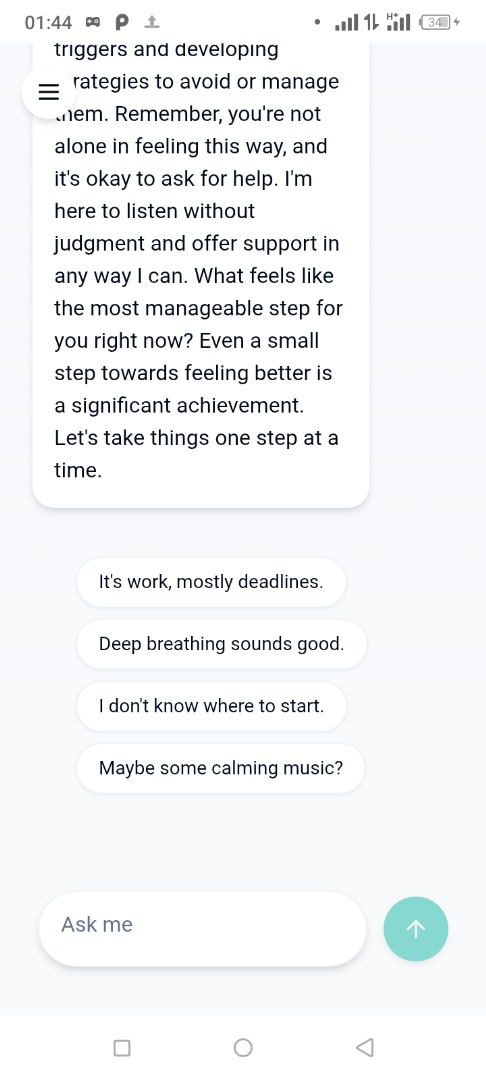 01:44
H+
34
triggers and developing
rategies to avoid or manage
them. Remember, you're not
alone in feeling this way, and
it's okay to ask for help. I'm
here to listen without
judgment and offer support in
any way I can. What feels like
the most manageable step for
you right now? Even a small
step towards feeling better is
a significant achievement.
Let's take things one step at a
time.
It's work, mostly deadlines.
Deep breathing sounds good.
I don't know where to start.
Maybe some calming music?
Ask me